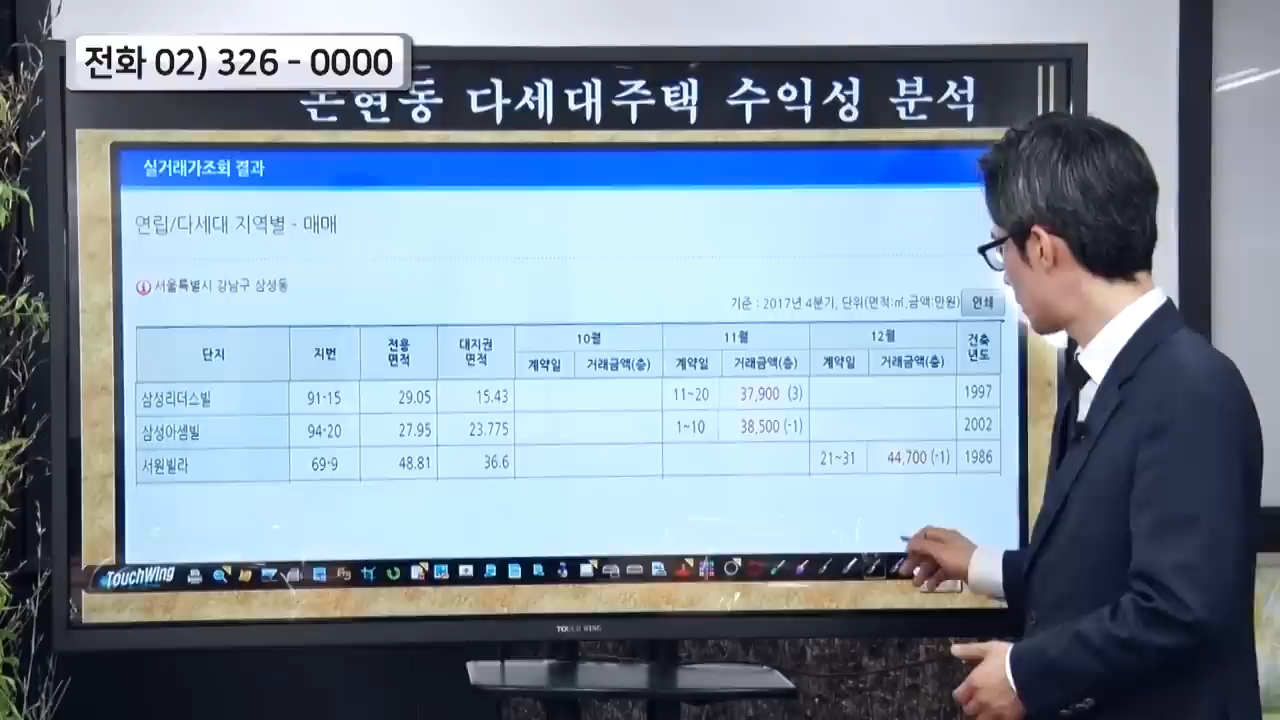 전화 02) 326 - 0000
논현동 다세대주택 수익성 분석
실거래가조회 결과
연립/다세대 지역별 - 매매
서울특별시 강남구 삼성동
기준 : 2017년 4분기, 단위(면적:㎡,금액:만원) 인쇄
단지 지번 전용면적 대지권면적 10월 11월 12월 건축년도
계약일 거래금액(층) 계약일 거래금액(층) 계약일 거래금액(층)
삼성리더스빌 91-15 29.05 15.43 11~20 37,900 (3) 1997
삼성아샘빌 94-20 27.95 23.775 1~10 38,500 (-1) 2002
서원빌라 69-9 48.81 36.6 21~31 44,700 (-1) 1986
TouchWing
TOUCH WING